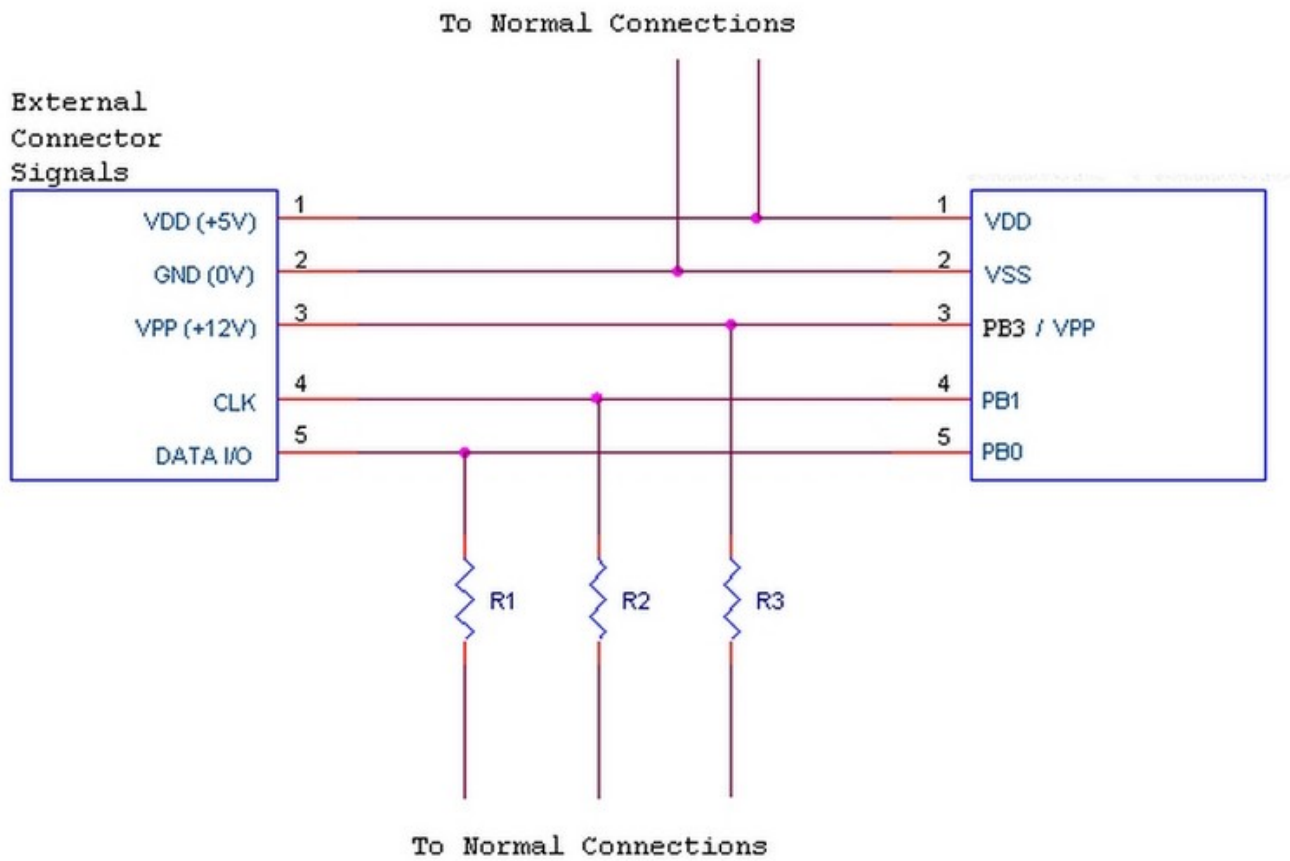 To Normal Connections
External
Connector
Signals
VDD (+5V) 1
GND (0V) 2
VPP (+12V) 3
CLK 4
DATA I/O 5
1 VDD
2 VSS
3 PB3 / VPP
4 PB1
5 PB0
R1
R2
R3
To Normal Connections